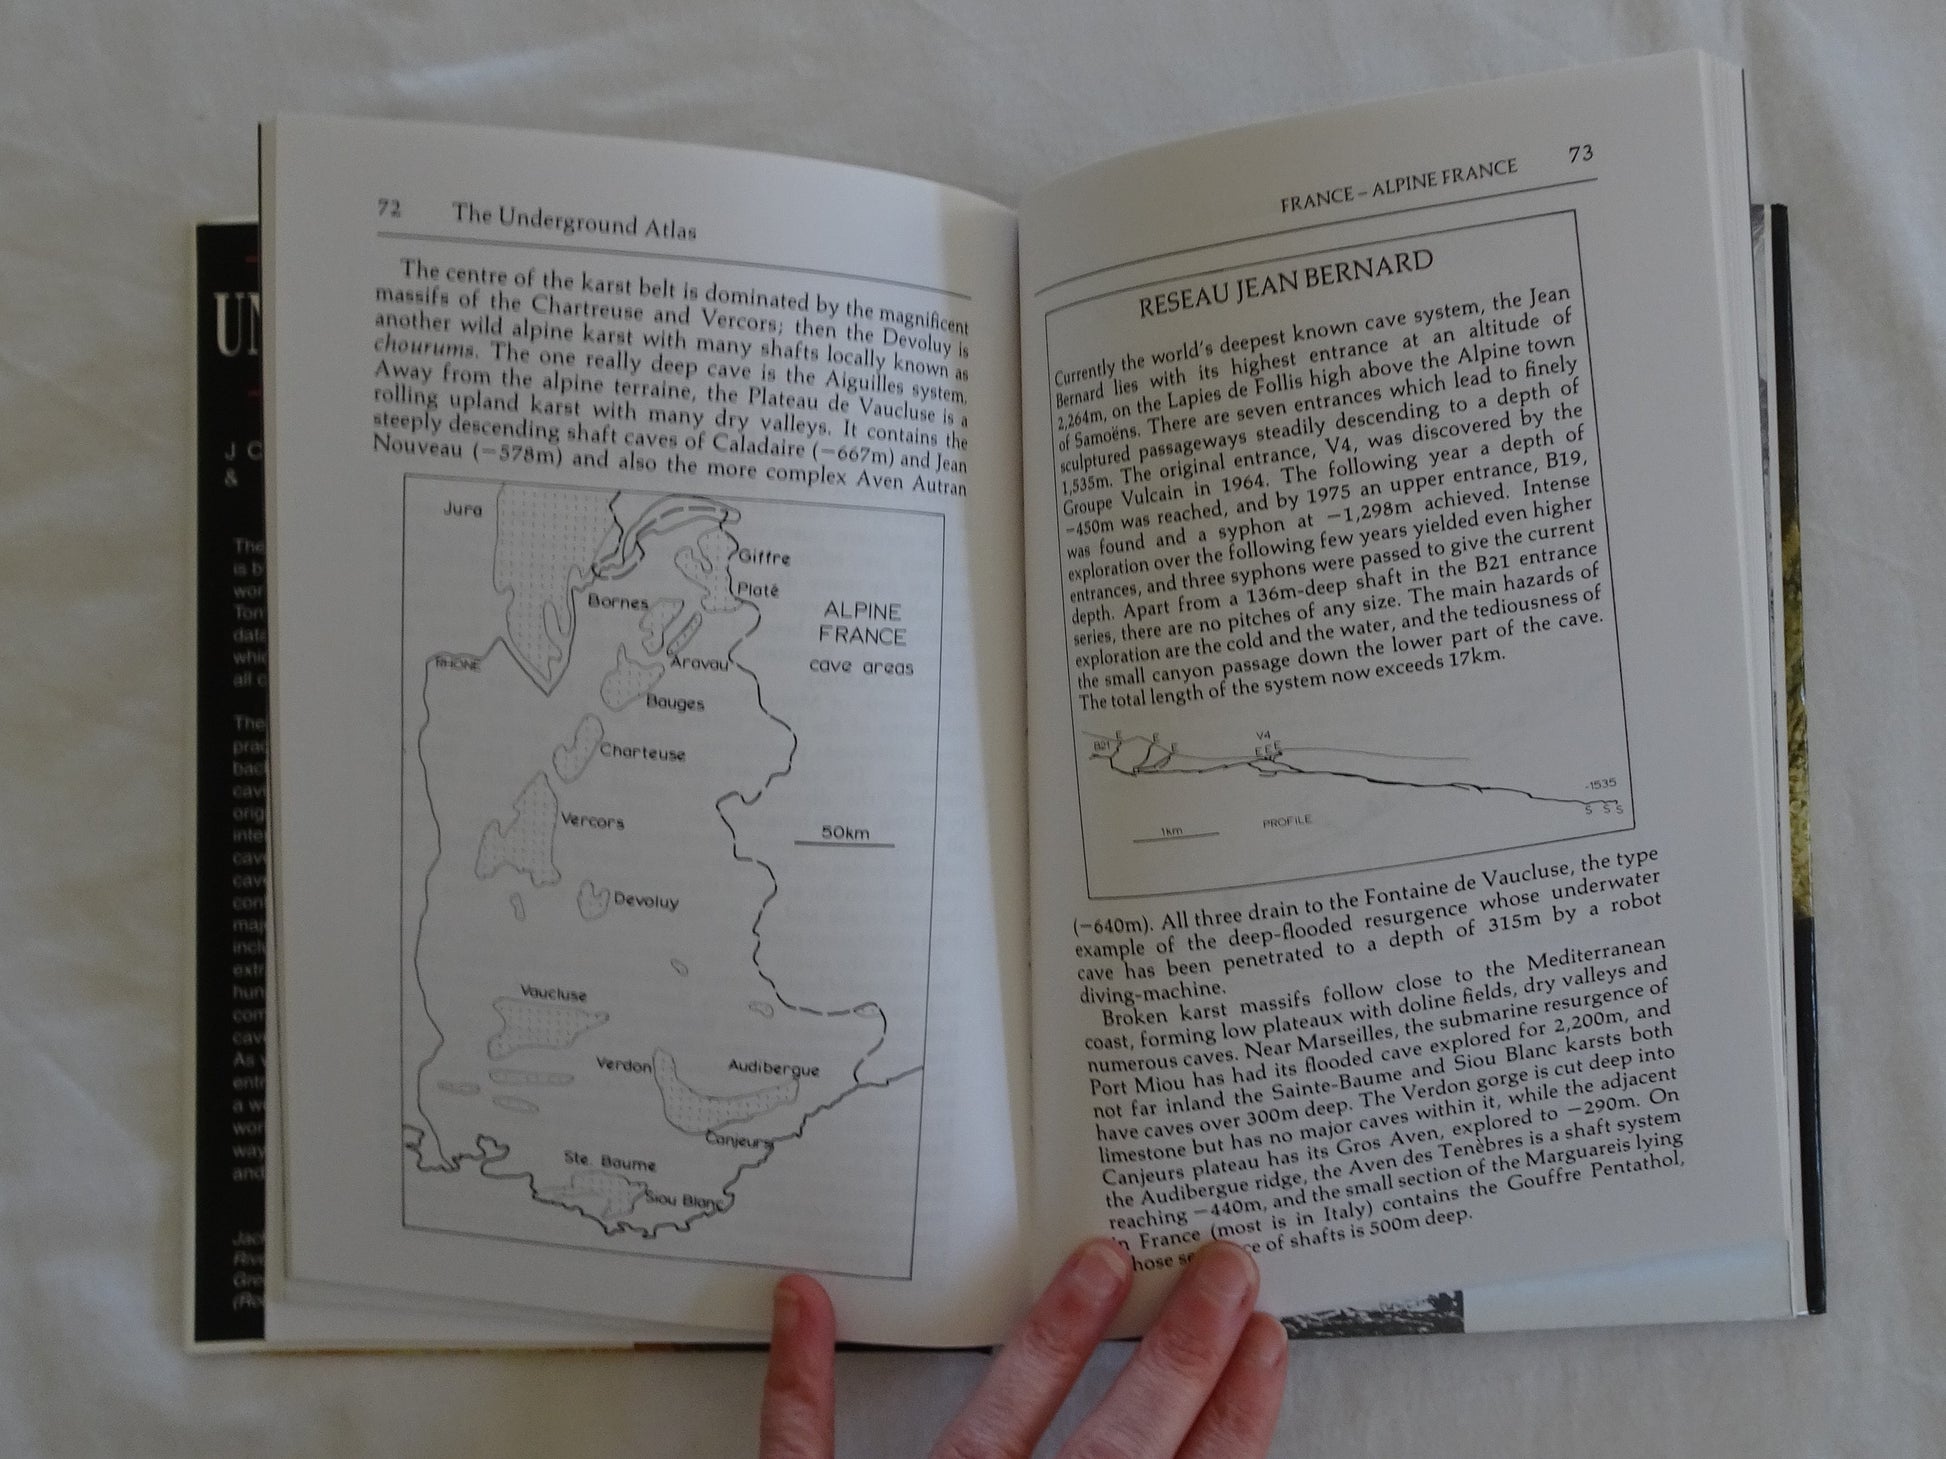 72 The Underground Atlas
The centre of the karst belt is dominated by the magnificent
massifs of the Chartreuse and Vercors; then the Devoluy is
another wild alpine karst with many shafts locally known as
chourums. The one really deep cave is the Aiguilles system.
Away from the alpine terraine, the Plateau de Vaucluse is a
rolling upland karst with many dry valleys. It contains the
steeply descending shaft caves of Caladaire (−667m) and Jean
Nouveau (−578m) and also the more complex Aven Autran
Jura
Giffre
Platé
Bornes
ALPINE
FRANCE
cave areas
RHONE
Aravau
Bauges
Charteuse
Vercors
50km
Devoluy
Vaucluse
Verdon
Audibergue
Canjeurs
Ste. Baume
Siou Blanc
FRANCE – ALPINE FRANCE 73
RESEAU JEAN BERNARD
Currently the world's deepest known cave system, the Jean
Bernard lies with its highest entrance at an altitude of
2,264m, on the Lapies de Follis high above the Alpine town
of Samoëns. There are seven entrances which lead to finely
sculptured passageways steadily descending to a depth of
1,535m. The original entrance, V4, was discovered by the
Groupe Vulcain in 1964. The following year a depth of
−450m was reached, and by 1975 an upper entrance, B19,
was found and a syphon at −1,298m achieved. Intense
exploration over the following few years yielded even higher
entrances, and three syphons were passed to give the current
depth. Apart from a 136m-deep shaft in the B21 entrance
series, there are no pitches of any size. The main hazards of
exploration are the cold and the water, and the tediousness of
the small canyon passage down the lower part of the cave.
The total length of the system now exceeds 17km.
B21 E E E
V4
E E E
-1535
S S S
1km
PROFILE
(−640m). All three drain to the Fontaine de Vaucluse, the type
example of the deep-flooded resurgence whose underwater
cave has been penetrated to a depth of 315m by a robot
diving-machine.
Broken karst massifs follow close to the Mediterranean
coast, forming low plateaux with doline fields, dry valleys and
numerous caves. Near Marseilles, the submarine resurgence of
Port Miou has had its flooded cave explored for 2,200m, and
not far inland the Sainte-Baume and Siou Blanc karsts both
have caves over 300m deep. The Verdon gorge is cut deep into
limestone but has no major caves within it, while the adjacent
Canjeurs plateau has its Gros Aven, explored to −290m. On
the Audibergue ridge, the Aven des Tenèbres is a shaft system
reaching −440m, and the small section of the Marguareis lying
in France (most is in Italy) contains the Gouffre Pentathol,
of shafts is 500m deep.